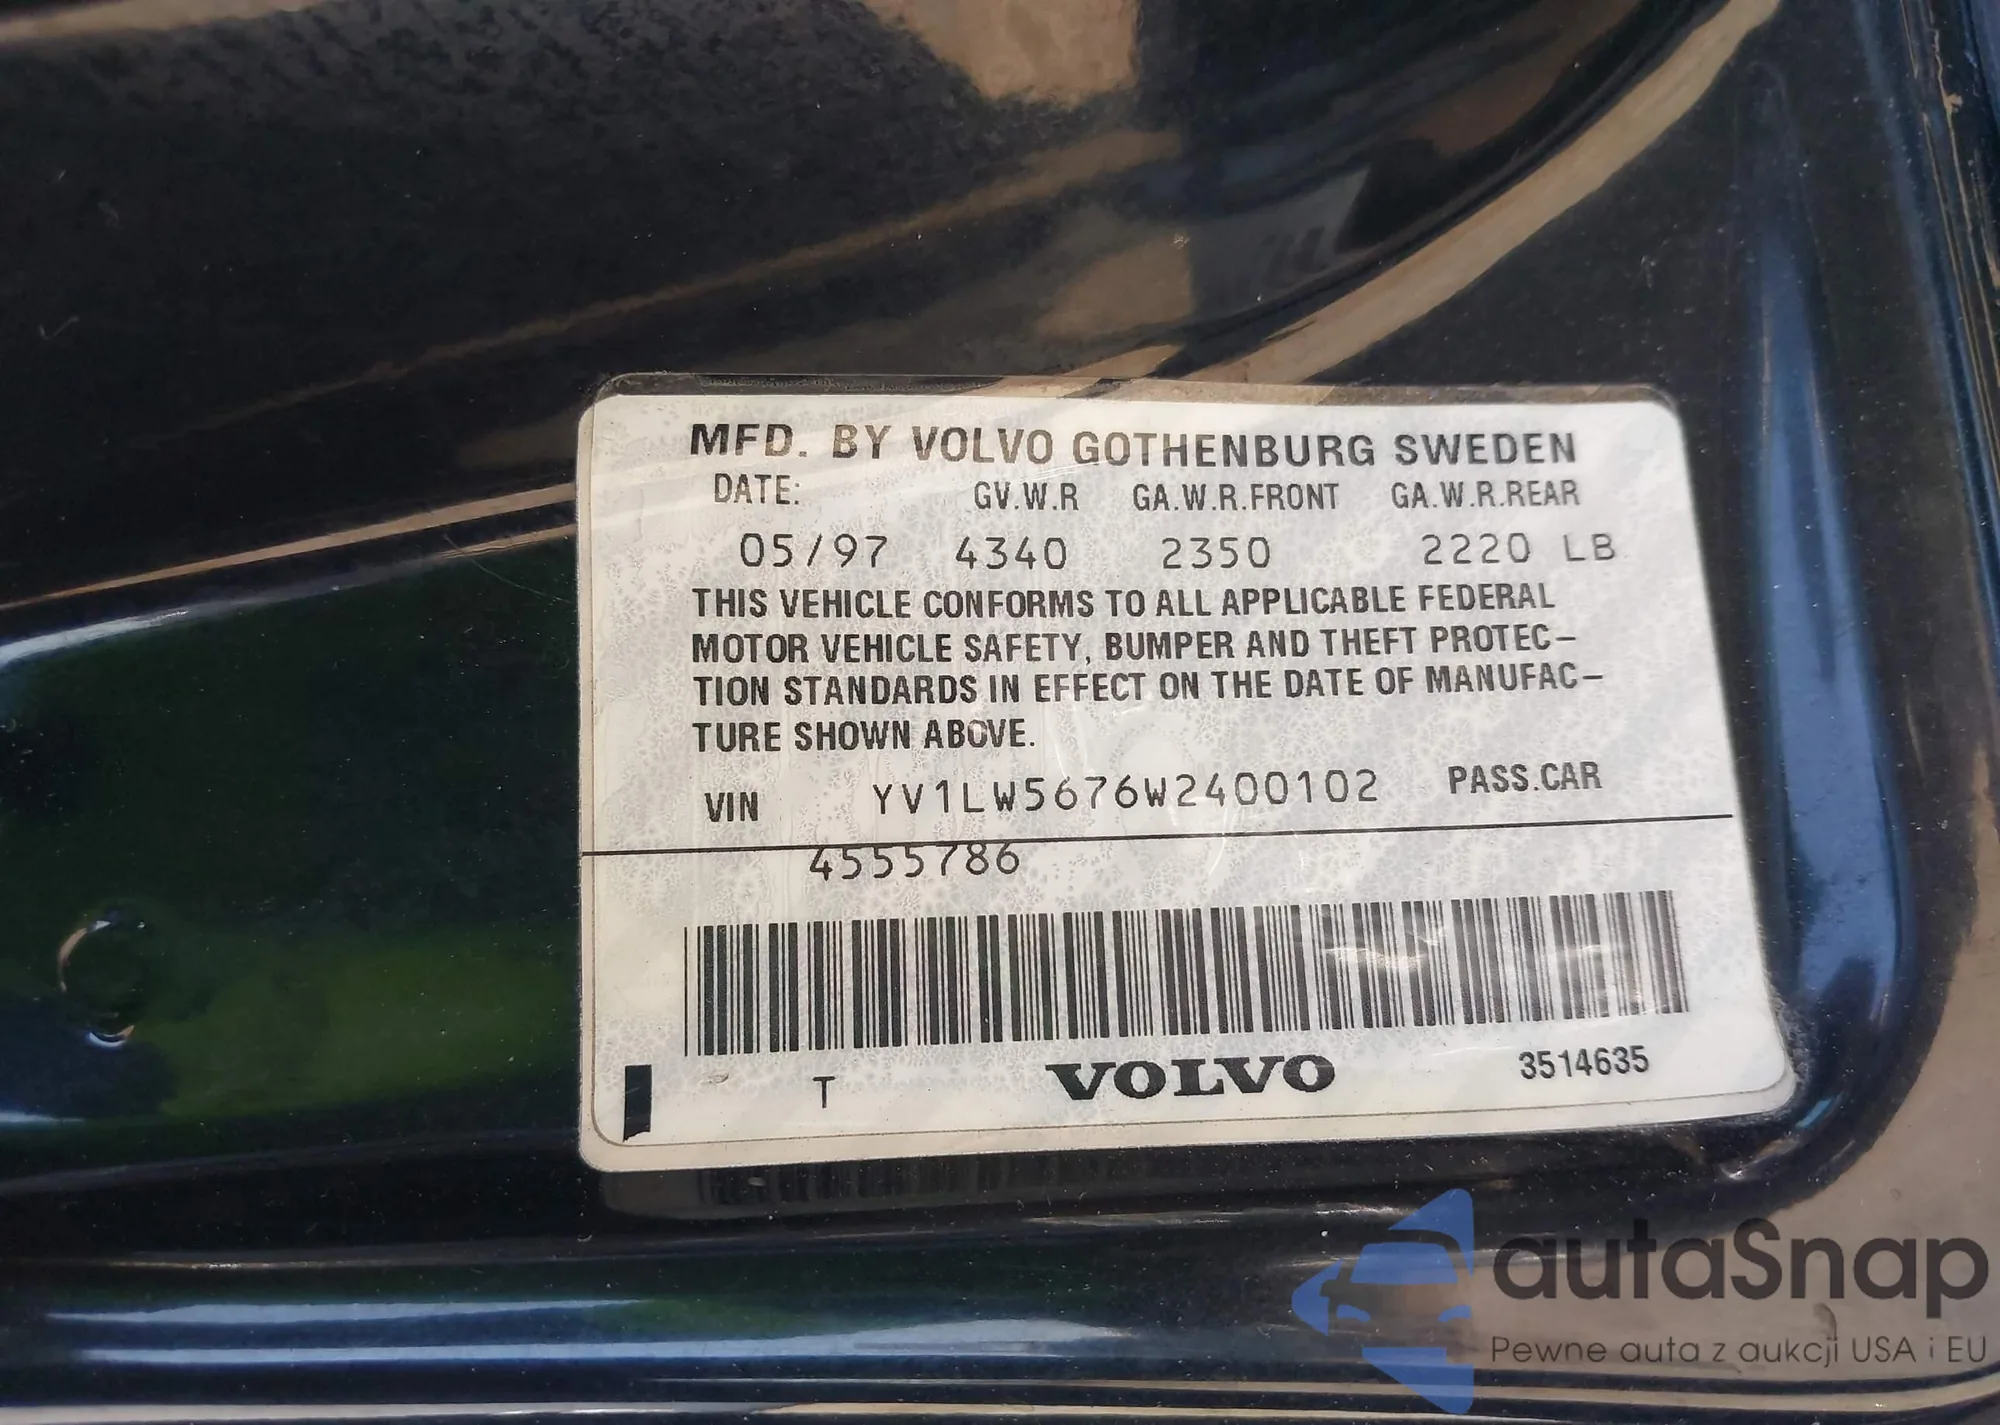 MFD. BY VOLVO GOTHENBURG SWEDEN
DATE: GV.W.R GA.W.R.FRONT GA.W.R.REAR
05/97 4340 2350 2220 LB
THIS VEHICLE CONFORMS TO ALL APPLICABLE FEDERAL
MOTOR VEHICLE SAFETY, BUMPER AND THEFT PROTEC-
TION STANDARDS IN EFFECT ON THE DATE OF MANUFAC-
TURE SHOWN ABOVE.
VIN YV1LW5676W2400102 PASS.CAR
4555786
T VOLVO 3514635
autaSnap
Pewne auta z aukcji USA i EU